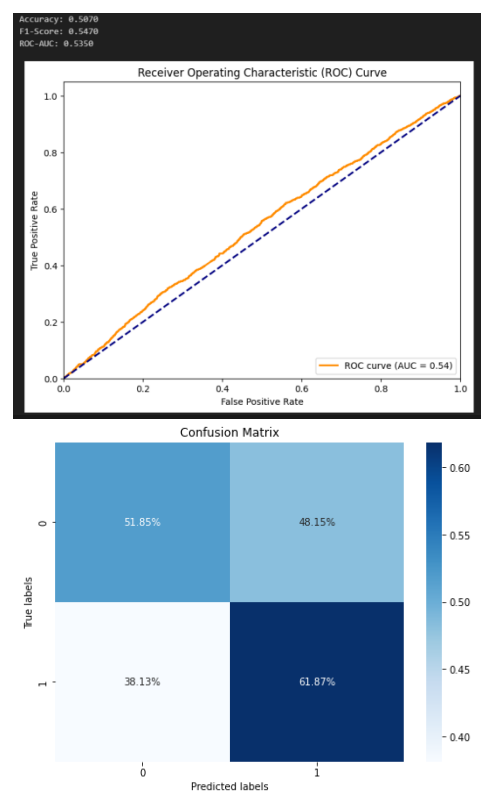 Accuracy: 0.5070
F1-Score: 0.5470
ROC-AUC: 0.5350
Receiver Operating Characteristic (ROC) Curve
1.0
0.8
0.6
0.4
0.2
0.0
True Positive Rate
ROC curve (AUC = 0.54)
0.0 0.2 0.4 0.6 0.8 1.0
False Positive Rate
Confusion Matrix
0 51.85% 48.15%
1 38.13% 61.87%
True labels
0 1
Predicted labels
0.60
0.55
0.50
0.45
0.40